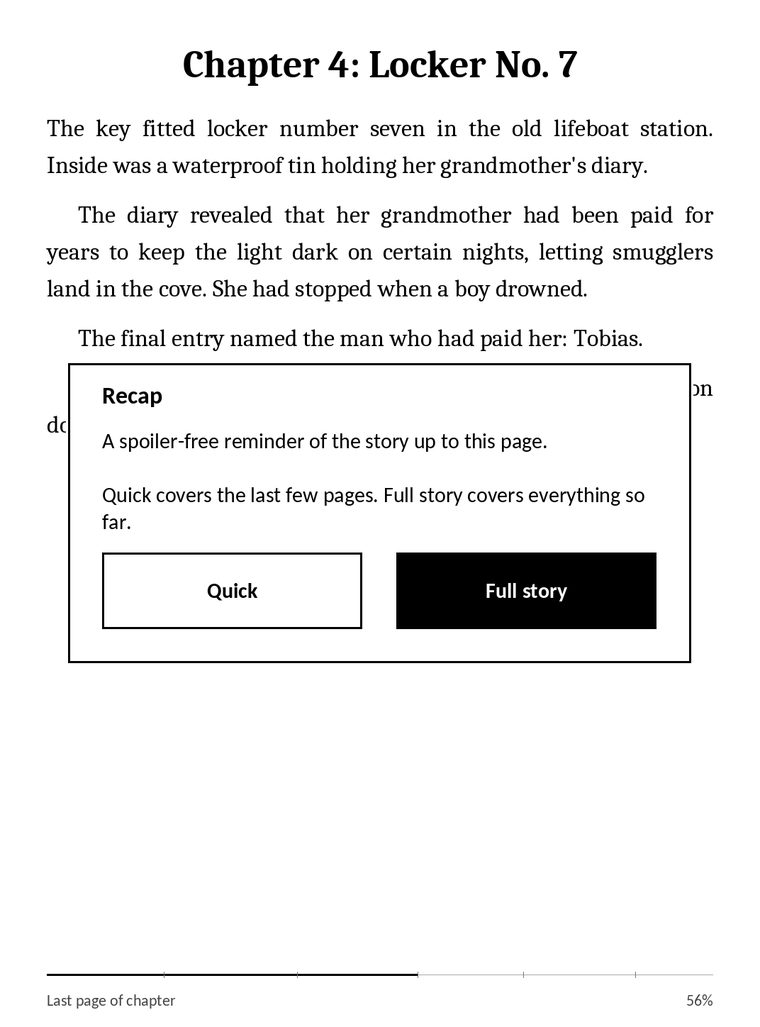 Chapter 4: Locker No. 7
The key fitted locker number seven in the old lifeboat station.
Inside was a waterproof tin holding her grandmother's diary.
The diary revealed that her grandmother had been paid for
years to keep the light dark on certain nights, letting smugglers
land in the cove. She had stopped when a boy drowned.
The final entry named the man who had paid her: Tobias.
Recap
A spoiler-free reminder of the story up to this page.
Quick covers the last few pages. Full story covers everything so
far.
Quick
Full story
Last page of chapter
56%